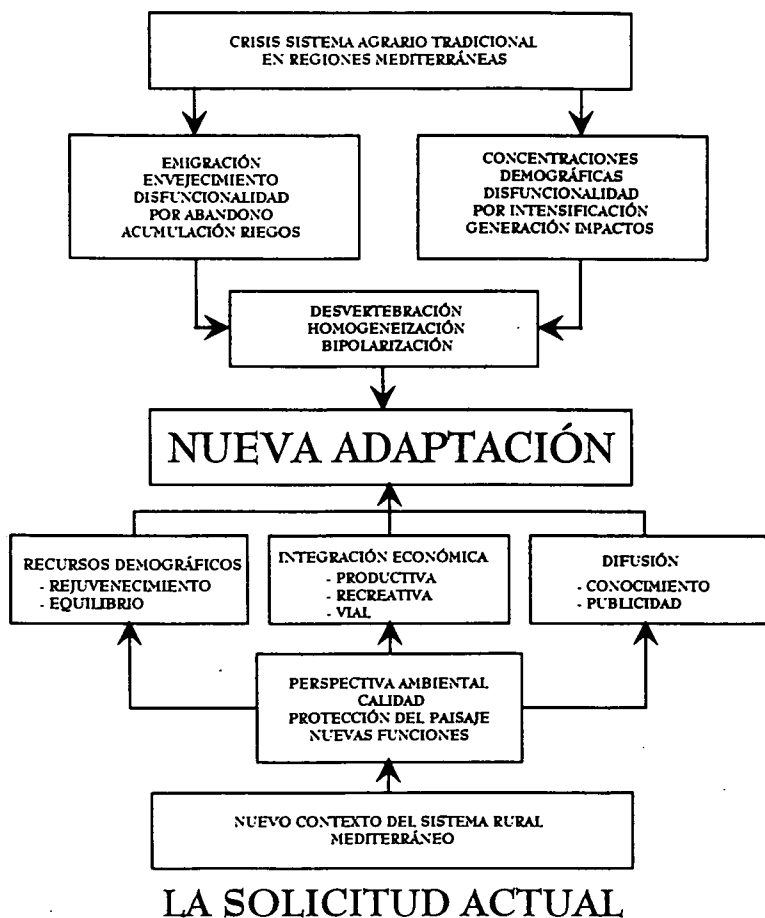 CRISIS SISTEMA AGRARIO TRADICIONAL
EN REGIONES MEDITERRÁNEAS
EMIGRACIÓN
ENVEJECIMIENTO
DISFUNCIONALIDAD
POR ABANDONO
ACUMULACIÓN RIEGOS
CONCENTRACIONES
DEMOGRÁFICAS
DISFUNCIONALIDAD
POR INTENSIFICACIÓN
GENERACIÓN IMPACTOS
DESVERTEBRACIÓN
HOMOGENEIZACIÓN
BIPOLARIZACIÓN
NUEVA ADAPTACIÓN
RECURSOS DEMOGRÁFICOS
- REJUVENECIMIENTO
- EQUILIBRIO
INTEGRACIÓN ECONÓMICA
- PRODUCTIVA
- RECREATIVA
- VIAL
DIFUSIÓN
- CONOCIMIENTO
- PUBLICIDAD
PERSPECTIVA AMBIENTAL
CALIDAD
PROTECCIÓN DEL PAISAJE
NUEVAS FUNCIONES
NUEVO CONTEXTO DEL SISTEMA RURAL
MEDITERRÁNEO
LA SOLICITUD ACTUAL